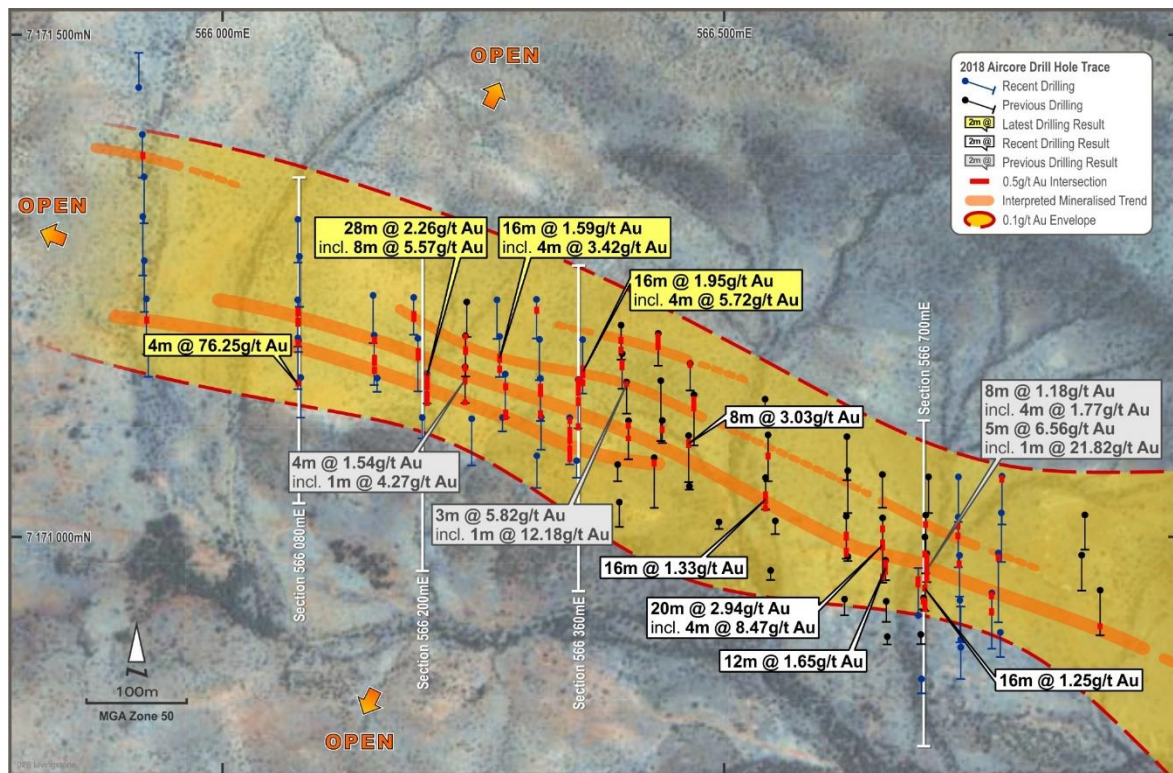 7 171 500 mN
566 000mE
566 500mE
OPEN
OPEN
2018 Aircore Drill Hole Trace
Recent Drilling
Previous Drilling
2m @ Latest Drilling Result
2m @ Recent Drilling Result
2m @ Previous Drilling Result
0.5g/t Au Intersection
Interpreted Mineralised Trend
0.1g/t Au Envelope
28m @ 2.26g/t Au
incl. 8m @ 5.57g/t Au
16m @ 1.59g/t Au
incl. 4m @ 3.42g/t Au
16m @ 1.95g/t Au
incl. 4m @ 5.72g/t Au
4m @ 76.25g/t Au
Section 566 700mE
8m @ 1.18g/t Au
incl. 4m @ 1.77g/t Au
5m @ 6.56g/t Au
incl. 1m @ 21.82g/t Au
8m @ 3.03g/t Au
4m @ 1.54g/t Au
incl. 1m @ 4.27g/t Au
3m @ 5.82g/t Au
incl. 1m @ 12.18g/t Au
7 171 000mN
Section 566 080mE
Section 566 200mE
Section 566 360mE
16m @ 1.33g/t Au
20m @ 2.94g/t Au
incl. 4m @ 8.47g/t Au
12m @ 1.65g/t Au
16m @ 1.25g/t Au
N
100m
MGA Zone 50
OPEN